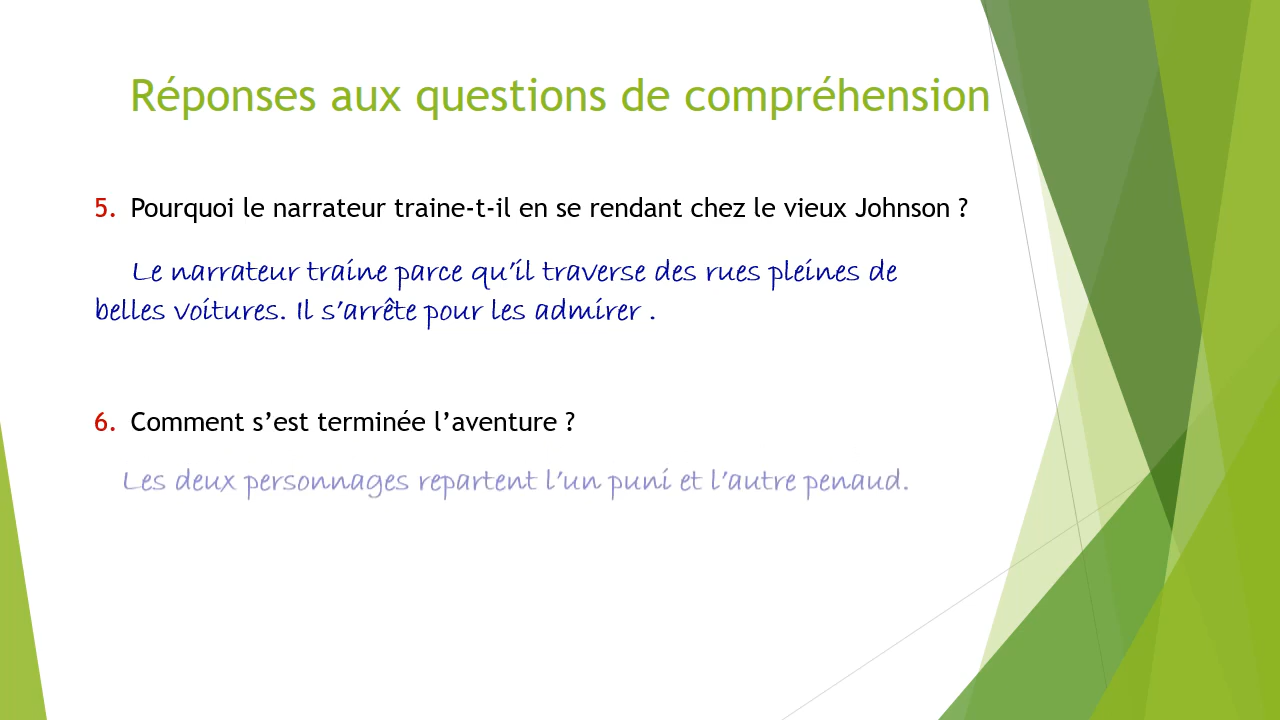 Réponses aux questions de compréhension
5. Pourquoi le narrateur traine-t-il en se rendant chez le vieux Johnson ?
Le narrateur traine parce qu’il traverse des rues pleines de
belles voitures. Il s’arrête pour les admirer .
6. Comment s’est terminée l’aventure ?
Les deux personnages repartent l’un puni et l’autre penaud.